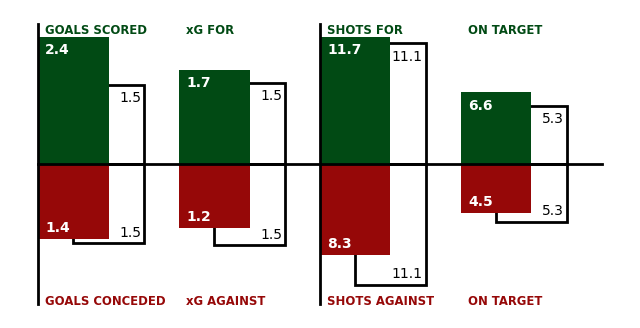 GOALS SCORED xG FOR SHOTS FOR ON TARGET
2.4 1.5 1.7 1.5 11.7 11.1 6.6 5.3
1.4 1.5 1.2 1.5 8.3 11.1 4.5 5.3
GOALS CONCEDED xG AGAINST SHOTS AGAINST ON TARGET